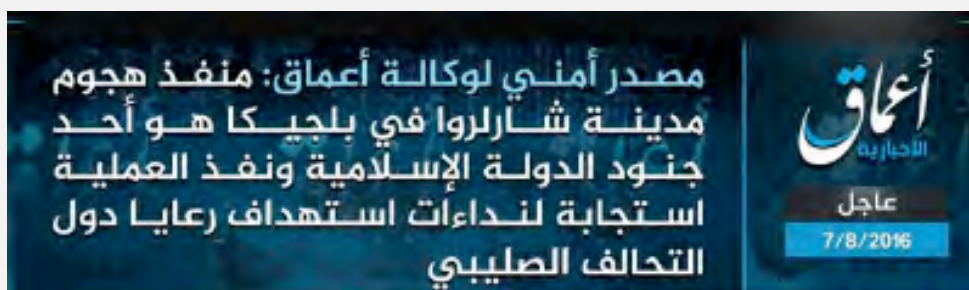 مصدر أمني لوكالة أعماق: منفذ هجوم
مدينة شارلروا في بلجيكا هو أحد
جنود الدولة الإسلامية ونفذ العملية
استجابة لنداءات استهداف رعايا دول
التحالف الصليبي
أعماق
الإخبارية
عاجل
7/8/2016